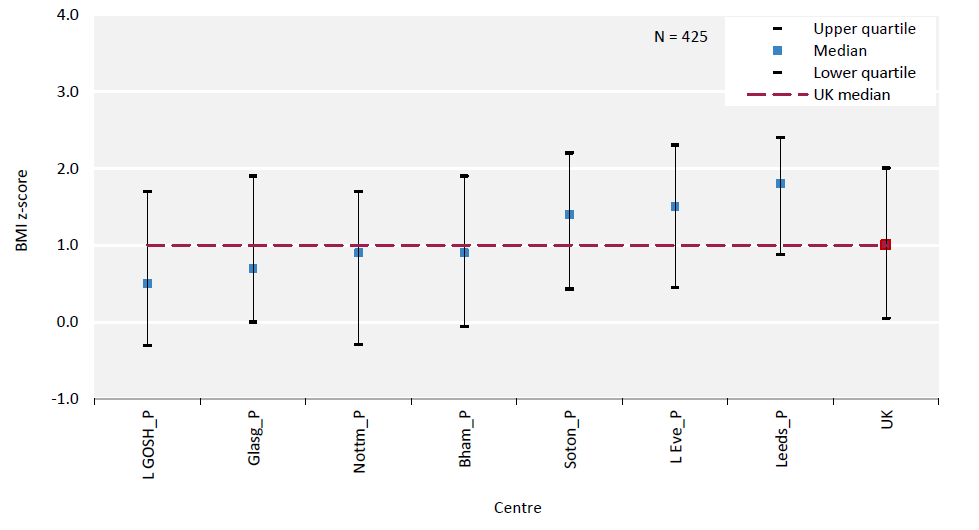 4.0
3.0
2.0
1.0
0.0
-1.0
BMI z-score
N = 425
Upper quartile
Median
Lower quartile
UK median
L GOSH_P
Glasg_P
Nottm_P
Bham_P
Soton_P
L Eve_P
Leeds_P
UK
Centre